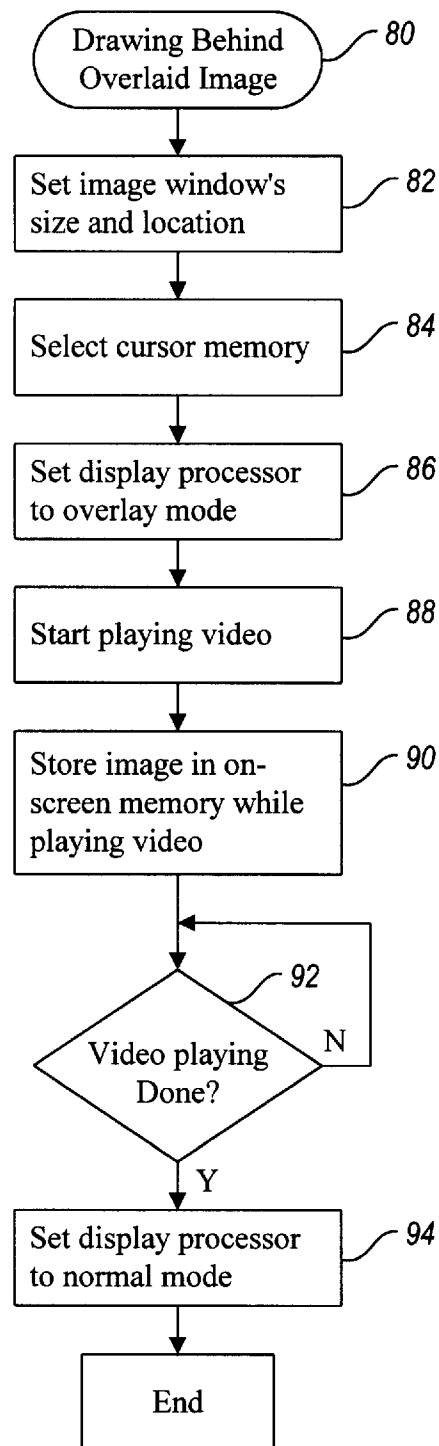 Drawing Behind
Overlaid Image
80
Set image window's
size and location
82
Select cursor memory
84
Set display processor
to overlay mode
86
Start playing video
88
Store image in on-
screen memory while
playing video
90
92
Video playing
Done?
N
Y
Set display processor
to normal mode
94
End